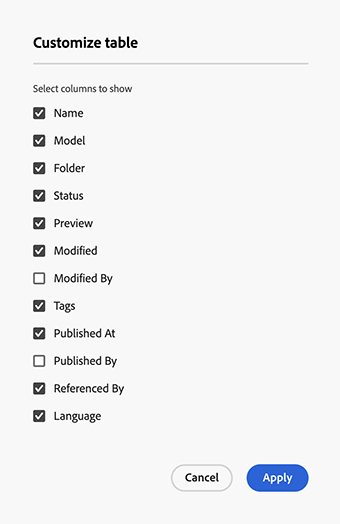 Customize table
Select columns to show
Name
Model
Folder
Status
Preview
Modified
Modified By
Tags
Published At
Published By
Referenced By
Language
Cancel
Apply